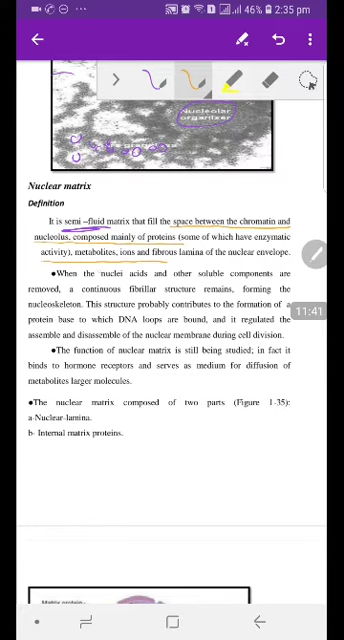 46% 2:35 pm
Nucleolar
organizer
Nuclear matrix
Definition
It is semi –fluid matrix that fill the space between the chromatin and
nucleolus, composed mainly of proteins (some of which have enzymatic
activity), metabolites, ions and fibrous lamina of the nuclear envelope.
●When the nuclei acids and other soluble components are
removed, a continuous fibrillar structure remains, forming the
nucleoskeleton. This structure probably contributes to the formation of a
protein base to which DNA loops are bound, and it regulated the
assemble and disassemble of the nuclear membrane during cell division.
11:41
●The function of nuclear matrix is still being studied; in fact it
binds to hormone receptors and serves as medium for diffusion of
metabolites larger molecules.
●The nuclear matrix composed of two parts (Figure 1-35):
a-Nuclear-lamina.
b- Internal matrix proteins.
Matrix protein